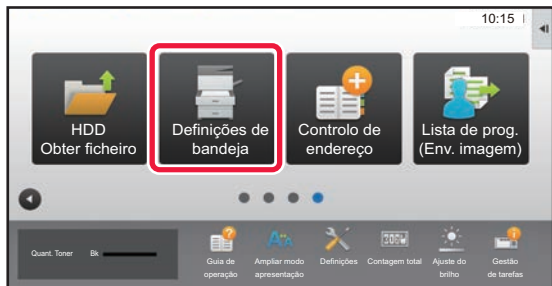 10:15
HDD
Obter ficheiro
Definições de
bandeja
Controlo de
endereço
Lista de prog.
(Env. imagem)
Quant. Toner Bk
Guia de
operação
Ampliar modo
apresentação
Definições
Contagem total
Ajuste do
brilho
Gestão
de tarefas